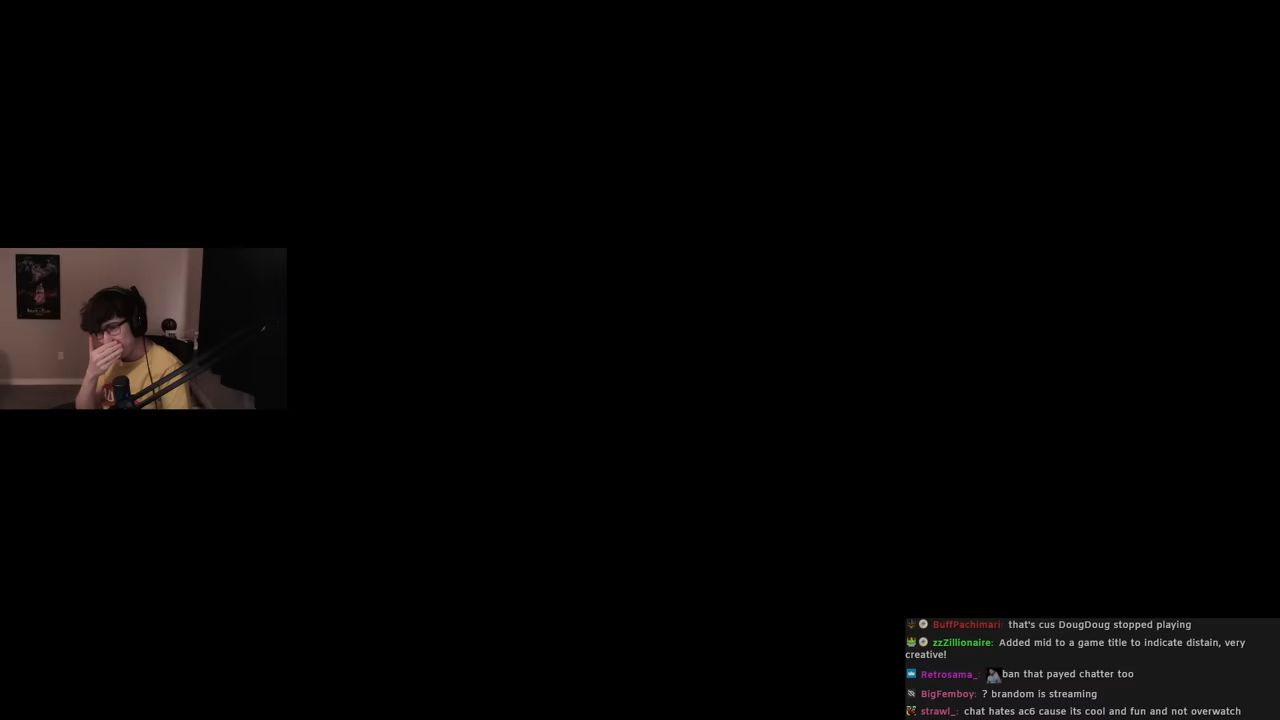 BuffPachimari: that's cus DougDoug stopped playing
zzZillionaire: Added mid to a game title to indicate distain, very
creative!
Retrosama_: ban that payed chatter too
BigFemboy: ? brandom is streaming
strawi_: chat hates ac6 cause its cool and fun and not overwatch